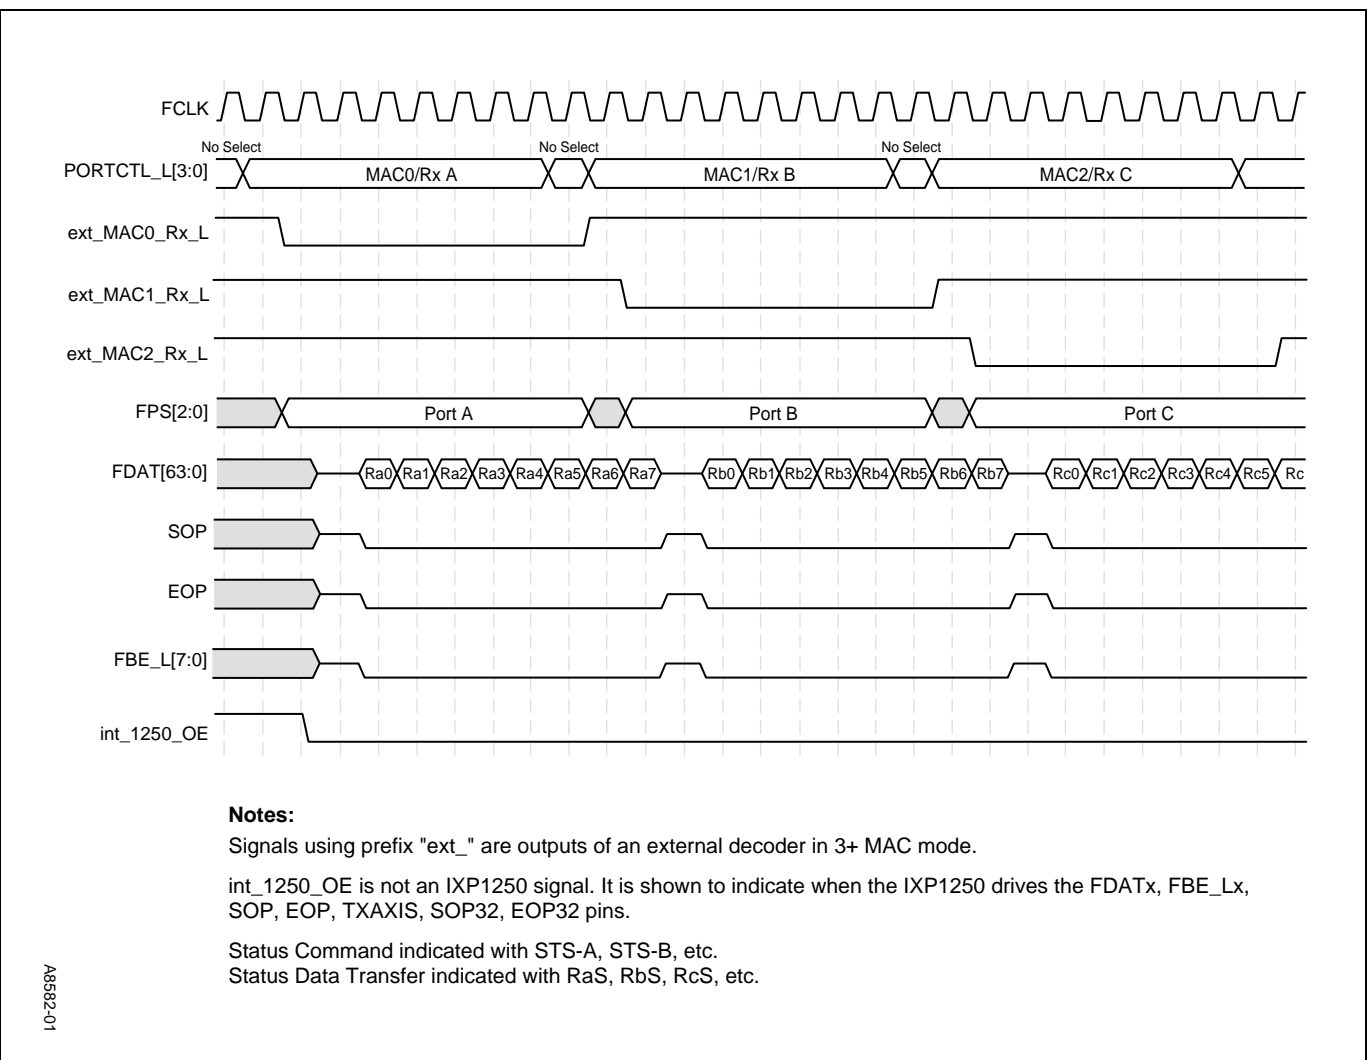 FCLK
No Select No Select No Select
PORTCTL_L[3:0] MAC0/Rx A MAC1/Rx B MAC2/Rx C
ext_MAC0_Rx_L
ext_MAC1_Rx_L
ext_MAC2_Rx_L
FPS[2:0] Port A Port B Port C
FDAT[63:0] Ra0 Ra1 Ra2 Ra3 Ra4 Ra5 Ra6 Ra7 Rb0 Rb1 Rb2 Rb3 Rb4 Rb5 Rb6 Rb7 Rc0 Rc1 Rc2 Rc3 Rc4 Rc5 Rc
SOP
EOP
FBE_L[7:0]
int_1250_OE
Notes:
Signals using prefix "ext_" are outputs of an external decoder in 3+ MAC mode.
int_1250_OE is not an IXP1250 signal. It is shown to indicate when the IXP1250 drives the FDATx, FBE_Lx,
SOP, EOP, TXAXIS, SOP32, EOP32 pins.
Status Command indicated with STS-A, STS-B, etc.
Status Data Transfer indicated with RaS, RbS, RcS, etc.
A8582-01